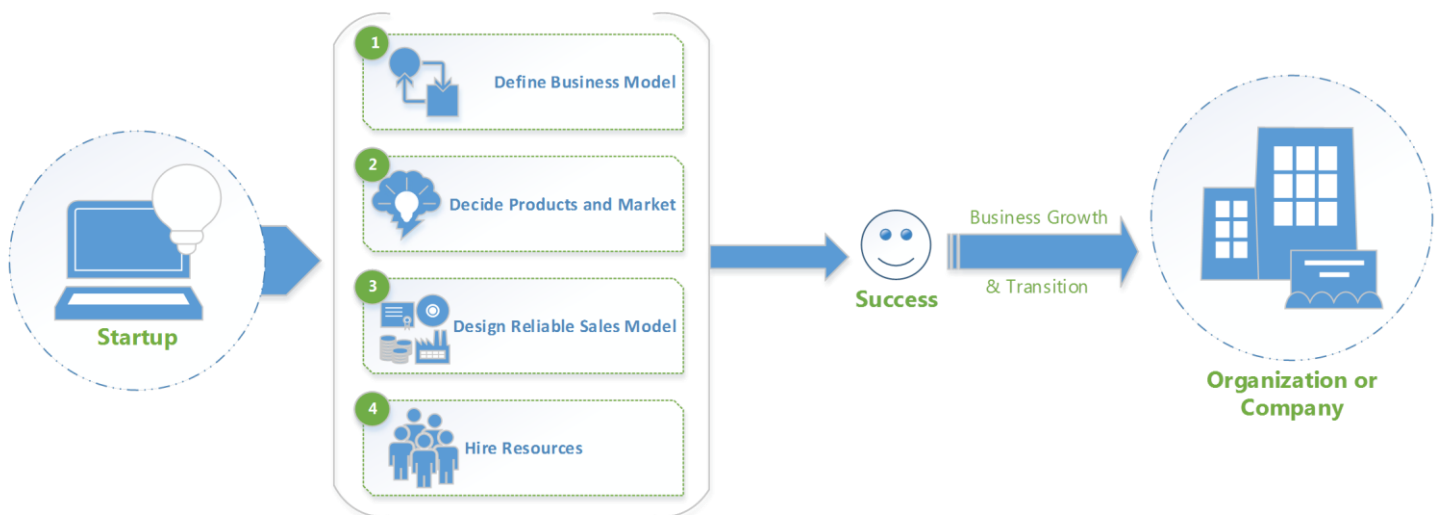 Startup
1
Define Business Model
2
Decide Products and Market
3
Design Reliable Sales Model
4
Hire Resources
Success
Business Growth
& Transition
Organization or
Company